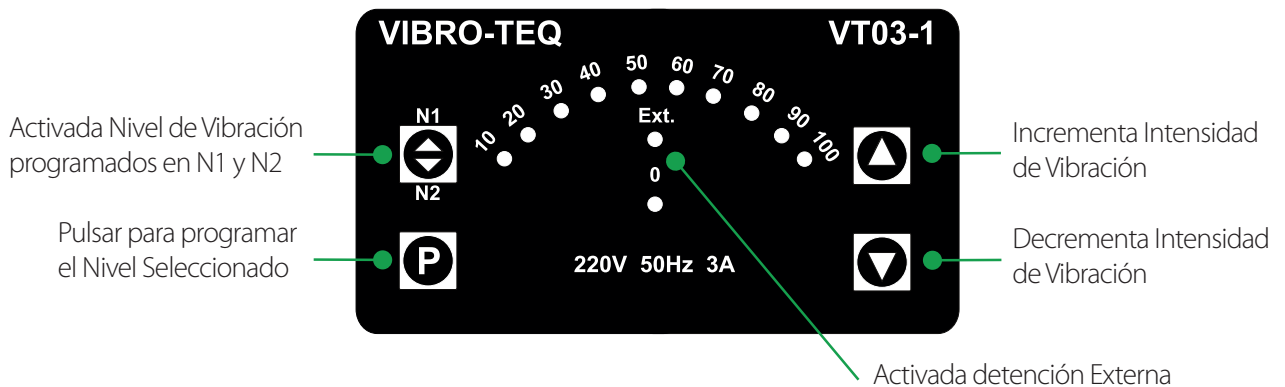 VIBRO-TEQ VT03-1
10 20 30 40 50 60 70 80 90 100
Ext.
0
N1
N2
P
220V 50Hz 3A
Activada Nivel de Vibración
programados en N1 y N2
Pulsar para programar
el Nivel Seleccionado
Incrementa Intensidad
de Vibración
Decrementa Intensidad
de Vibración
Activada detención Externa